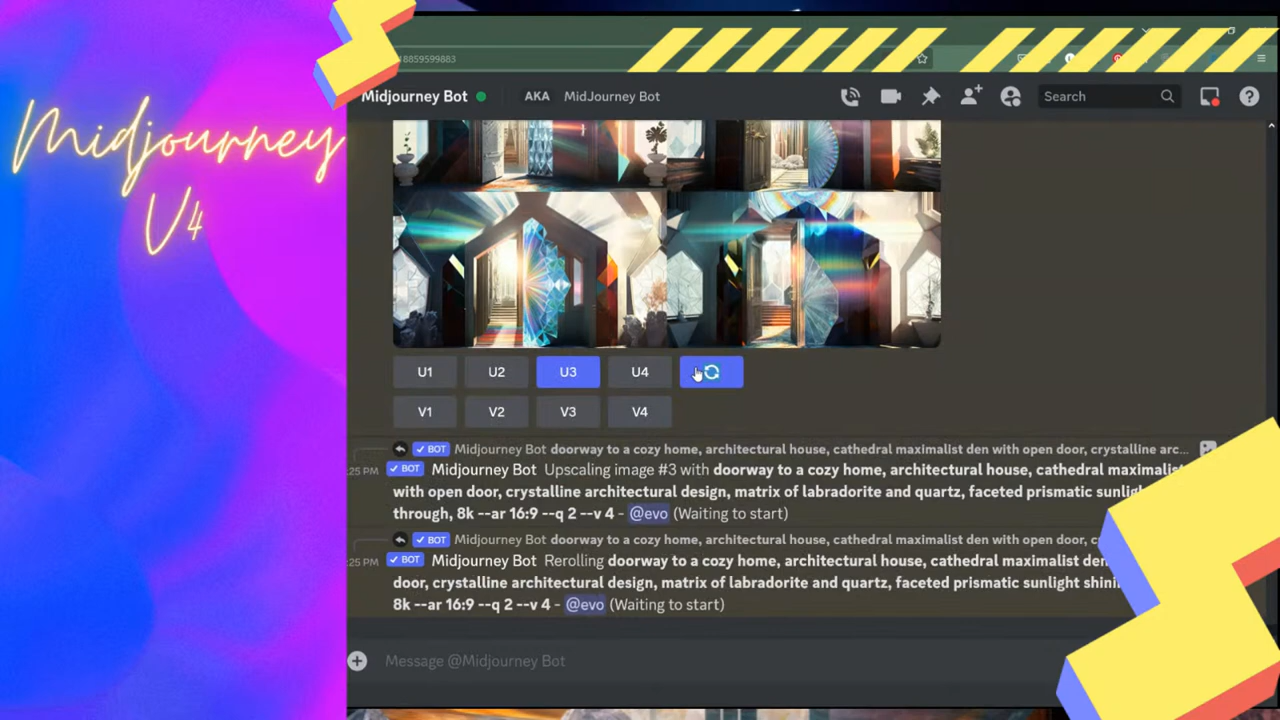 Midjourney
V4
18859599883
Midjourney Bot AKA MidJourney Bot Search
U1 U2 U3 U4
V1 V2 V3 V4
BOT Midjourney Bot doorway to a cozy home, architectural house, cathedral maximalist den with open door, crystalline arc...
:25 PM BOT Midjourney Bot Upscaling image #3 with doorway to a cozy home, architectural house, cathedral maximalist
with open door, crystalline architectural design, matrix of labradorite and quartz, faceted prismatic sunlig
through, 8k --ar 16:9 --q 2 --v 4 - @evo (Waiting to start)
BOT Midjourney Bot doorway to a cozy home, architectural house, cathedral maximalist den with open door, c
:25 PM BOT Midjourney Bot Rerolling doorway to a cozy home, architectural house, cathedral maximalist den
door, crystalline architectural design, matrix of labradorite and quartz, faceted prismatic sunlight shini
8k --ar 16:9 --q 2 --v 4 - @evo (Waiting to start)
Message @Midjourney Bot